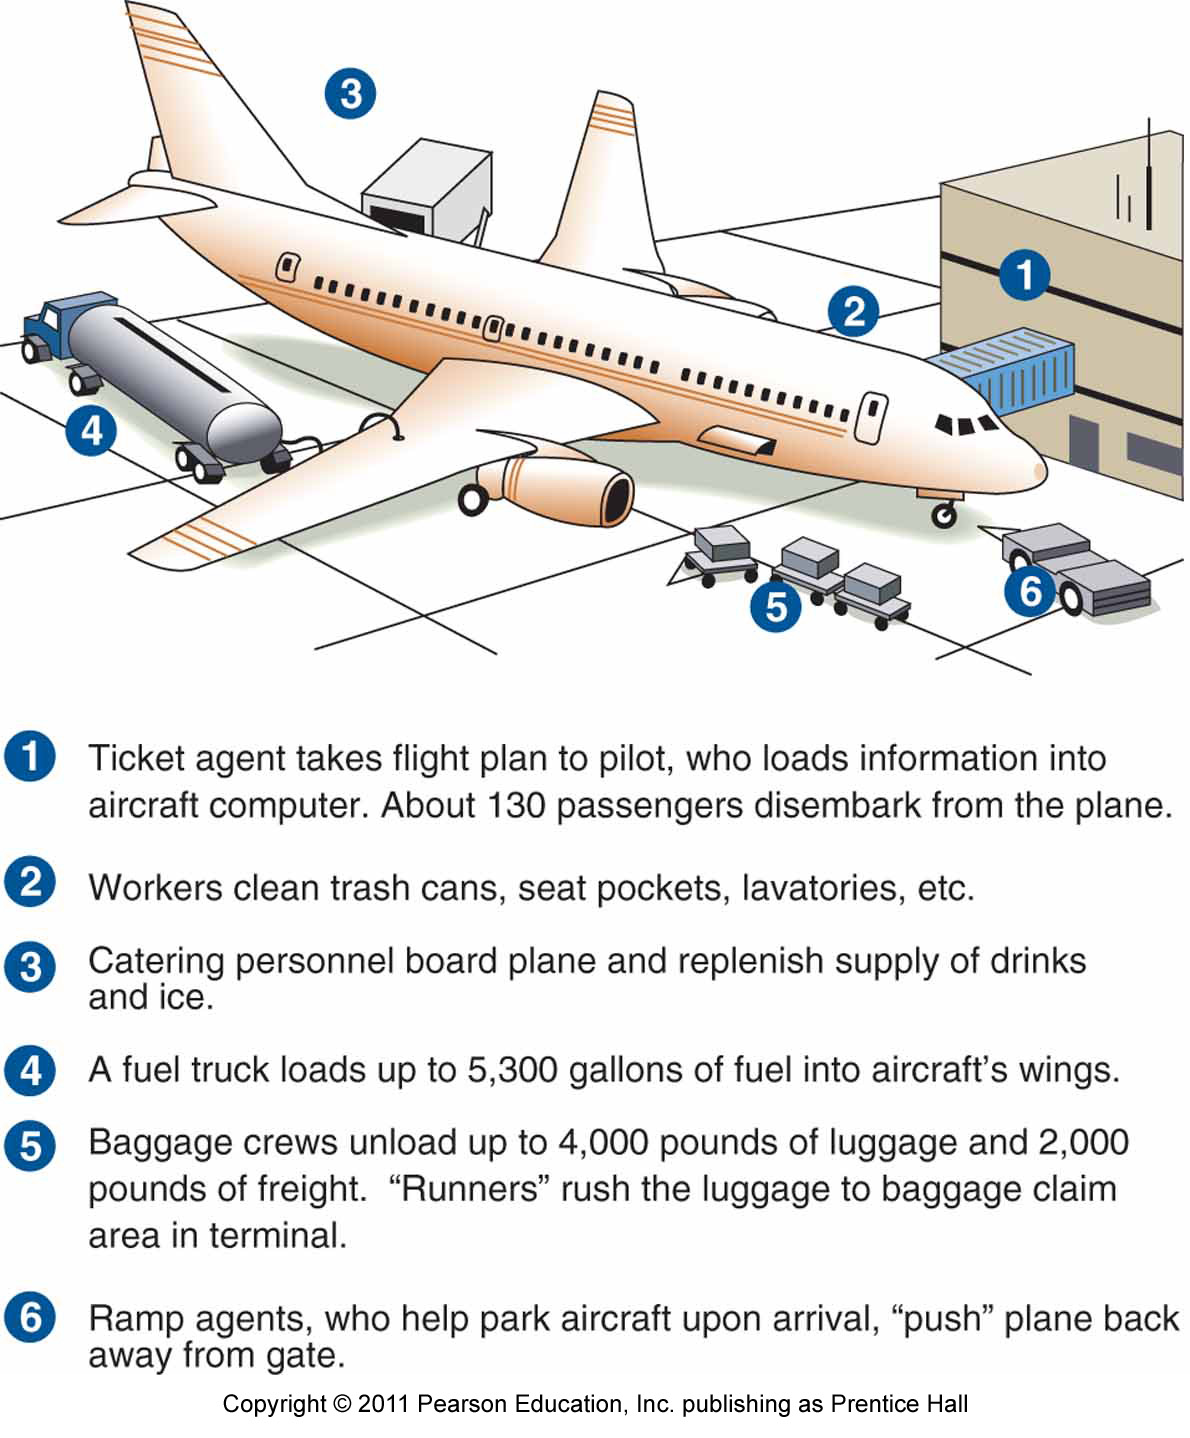 3
1
2
4
5
6
1 Ticket agent takes flight plan to pilot, who loads information into
aircraft computer. About 130 passengers disembark from the plane.
2 Workers clean trash cans, seat pockets, lavatories, etc.
3 Catering personnel board plane and replenish supply of drinks
and ice.
4 A fuel truck loads up to 5,300 gallons of fuel into aircraft’s wings.
5 Baggage crews unload up to 4,000 pounds of luggage and 2,000
pounds of freight. “Runners” rush the luggage to baggage claim
area in terminal.
6 Ramp agents, who help park aircraft upon arrival, “push” plane back
away from gate.
Copyright © 2011 Pearson Education, Inc. publishing as Prentice Hall